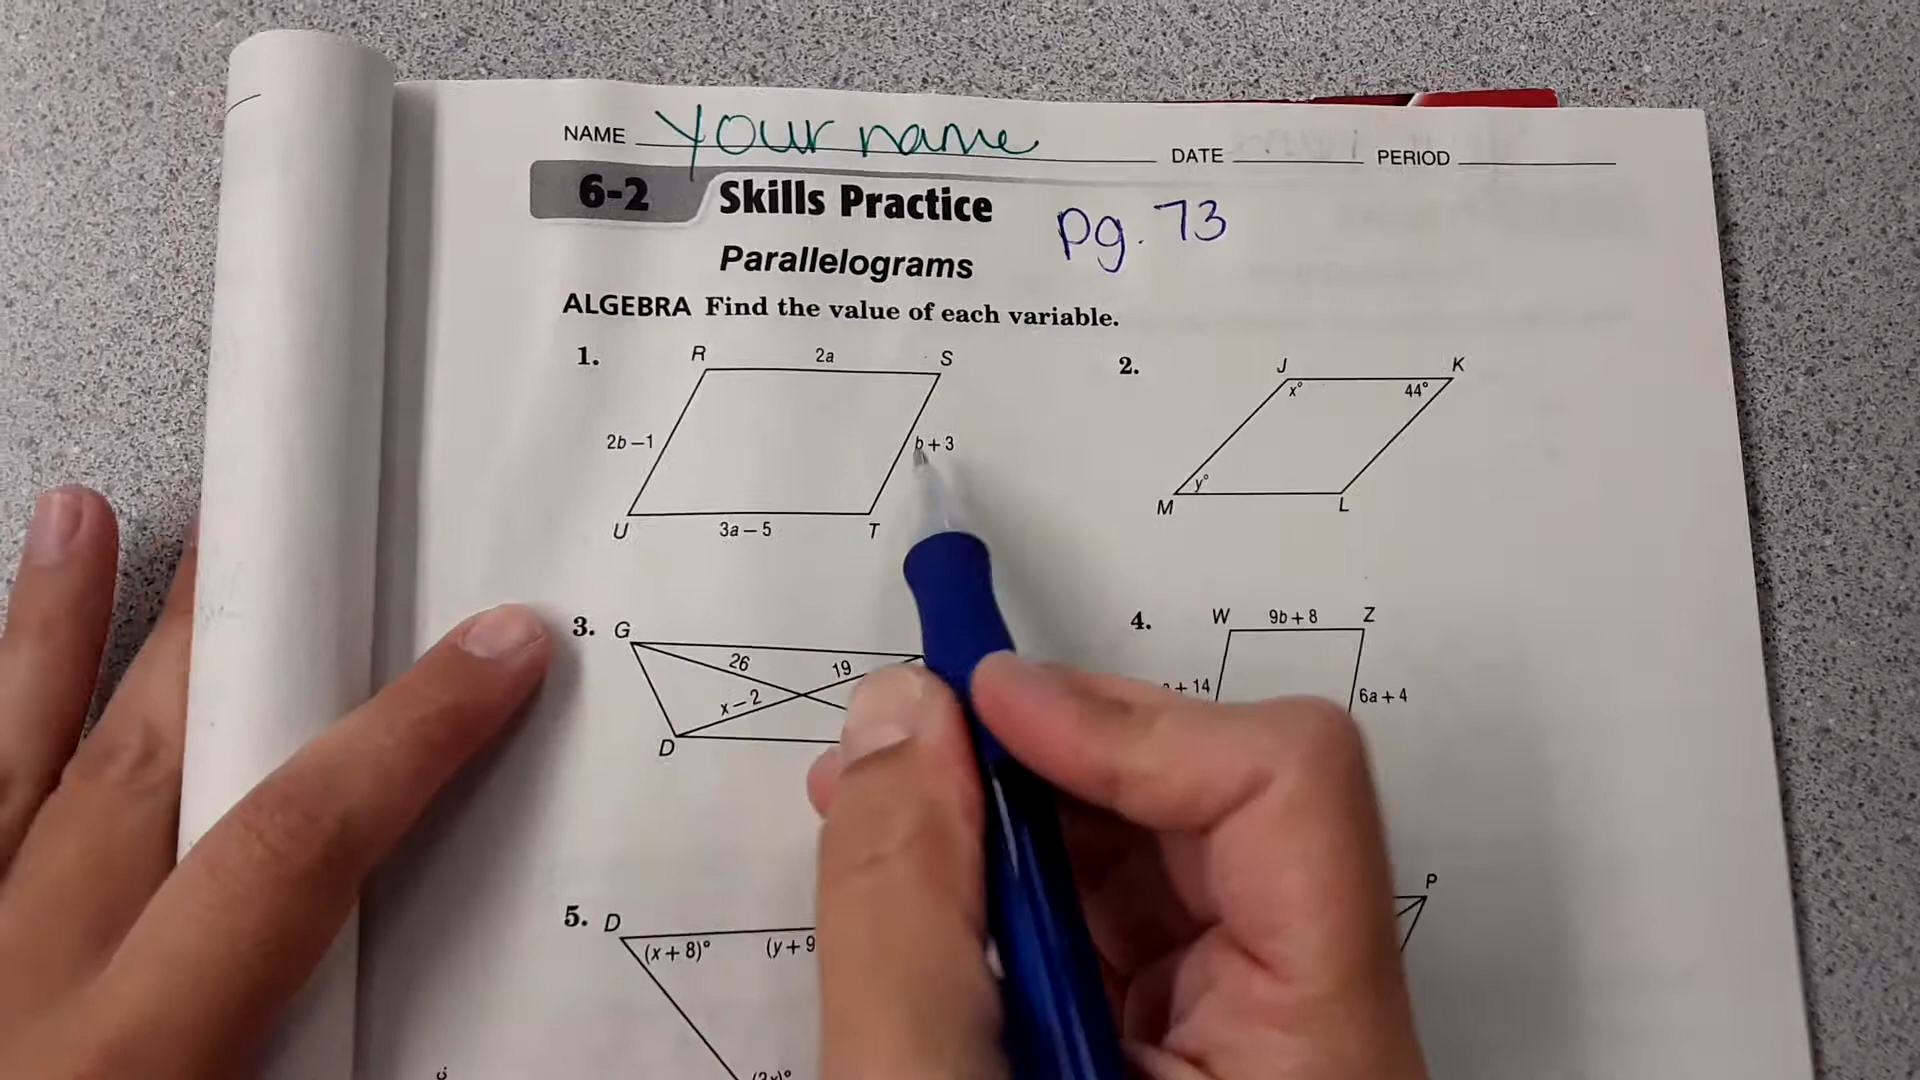 NAME Your name DATE PERIOD
6-2 Skills Practice pg. 73
Parallelograms
ALGEBRA Find the value of each variable.
1. R 2a S
2b – 1 b + 3
U 3a – 5 T
2. J K
x° 44°
y°
M L
3. G
26 19
x – 2
D
4. W 9b + 8 Z
+ 14 6a + 4
P
5. D
(x + 8)° (y + 9